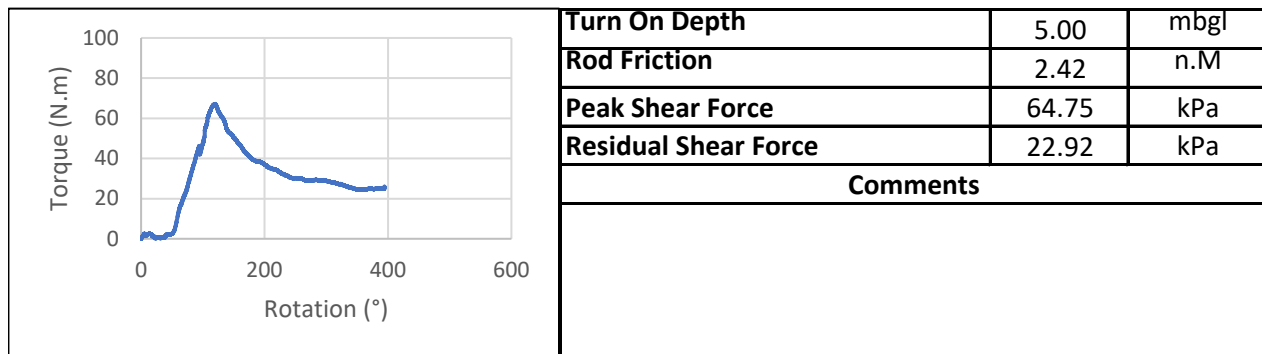 100
80
60
40
20
0
Torque (N.m)
0 200 400 600
Rotation (°)
Turn On Depth 5.00 mbgl
Rod Friction 2.42 n.M
Peak Shear Force 64.75 kPa
Residual Shear Force 22.92 kPa
Comments